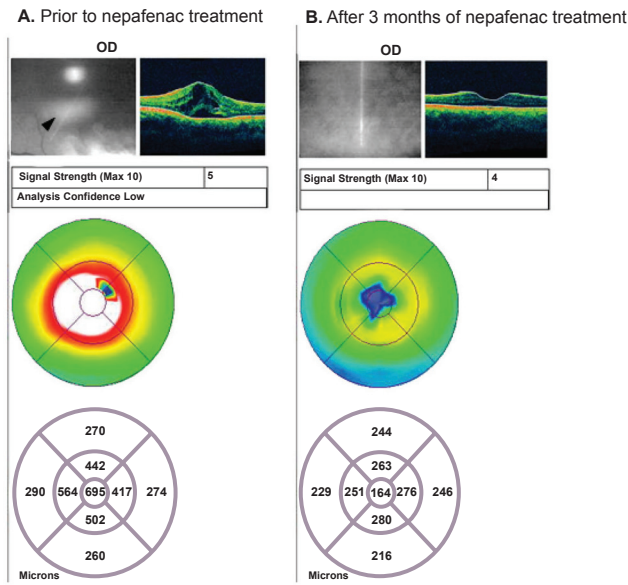 A. Prior to nepafenac treatment
OD
Signal Strength (Max 10) 5
Analysis Confidence Low
270
442
290 564 695 417 274
502
260
Microns
B. After 3 months of nepafenac treatment
OD
Signal Strength (Max 10) 4
244
263
229 251 164 276 246
280
216
Microns